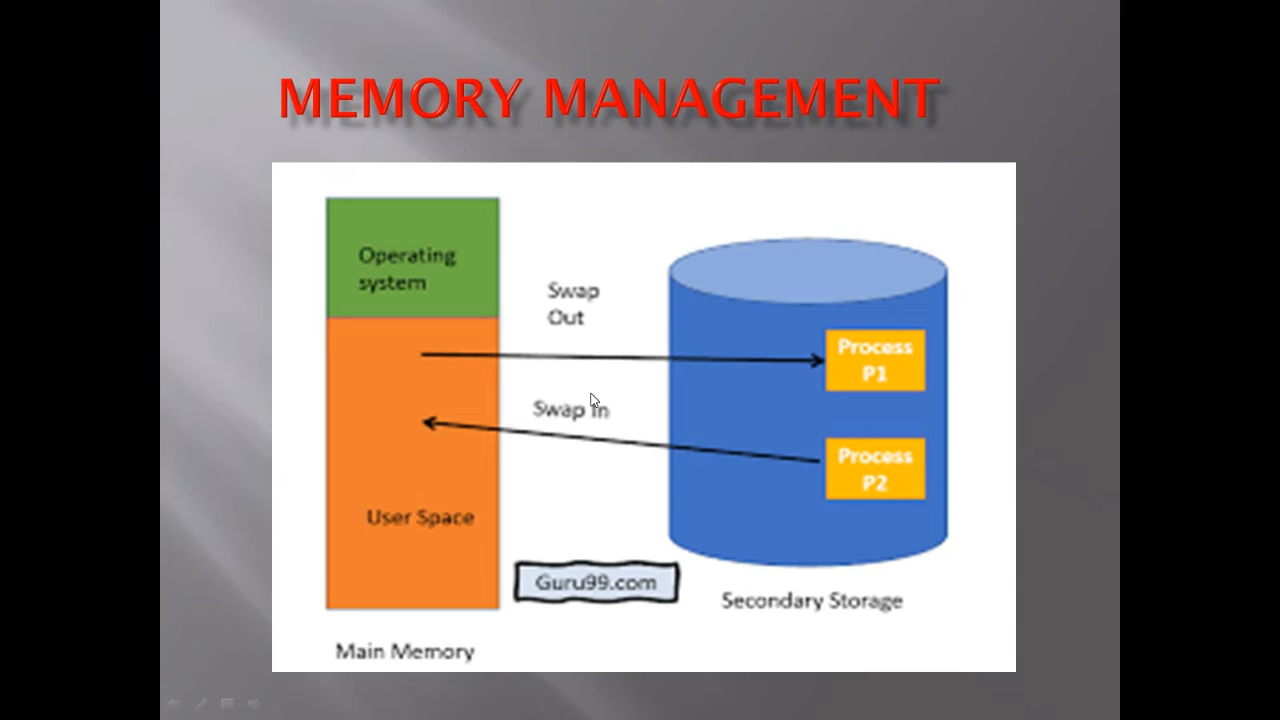 MEMORY MANAGEMENT
Operating
system
Swap
Out
Process
P1
Swap In
Process
P2
User Space
Guru99.com
Secondary Storage
Main Memory